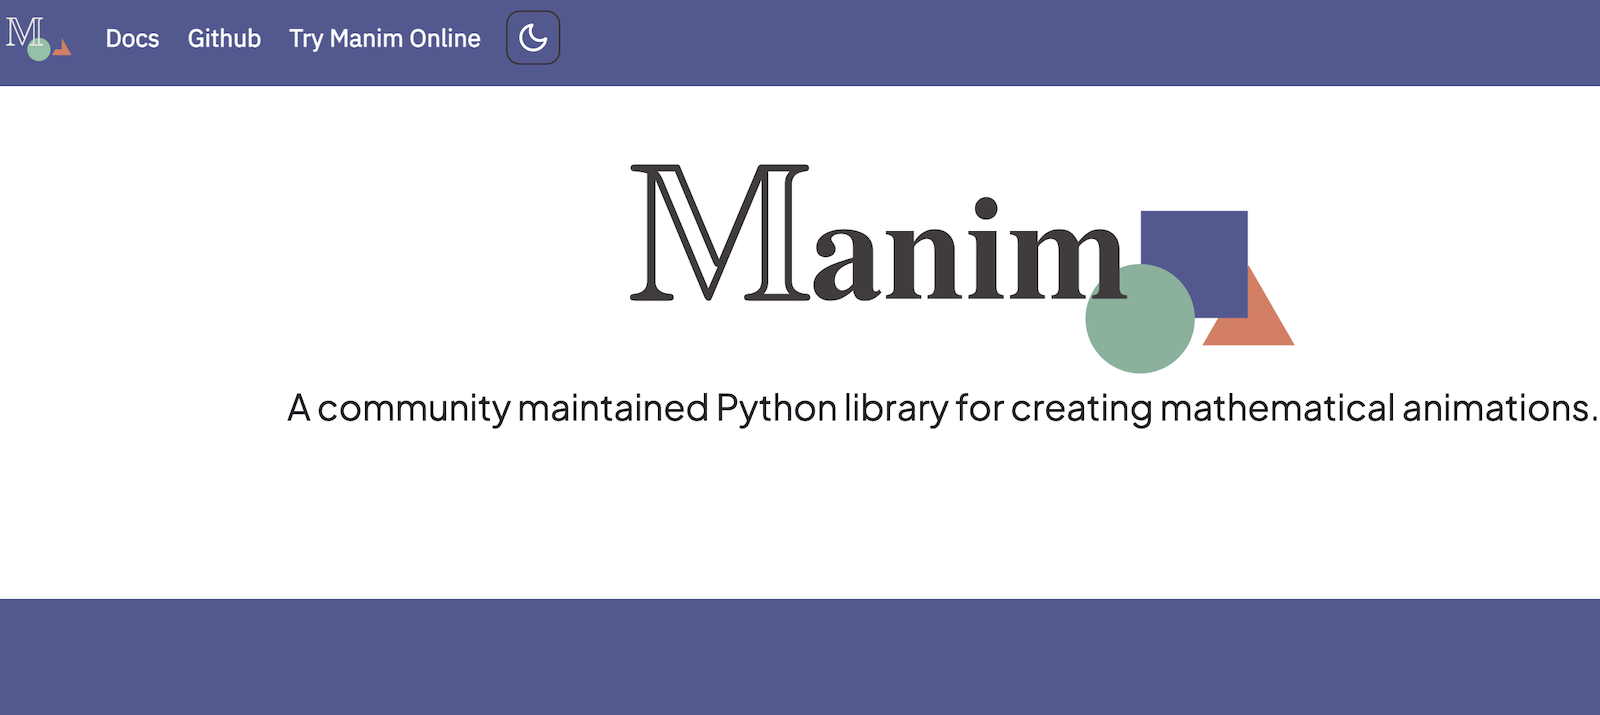 M
Docs Github Try Manim Online
Manim
A community maintained Python library for creating mathematical animations.